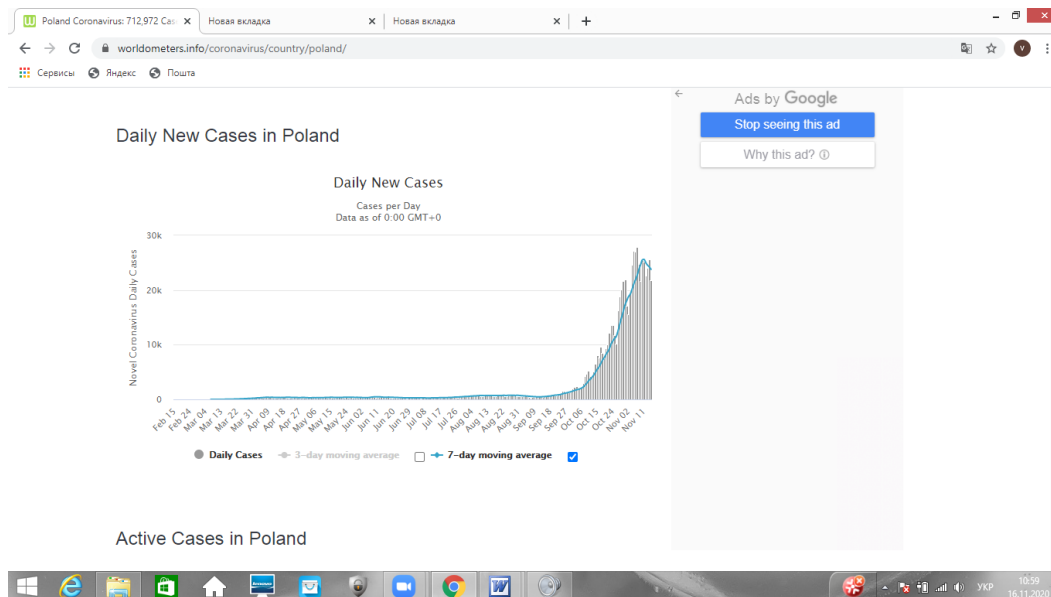 Poland Coronavirus: 712,972 Cas
Новая вкладка
Новая вкладка
worldometers.info/coronavirus/country/poland/
V
Сервисы
Яндекс
Почта
Ads by Google
Stop seeing this ad
Why this ad?
Daily New Cases in Poland
Daily New Cases
Cases per Day
Data as of 0:00 GMT+0
Novel Coronavirus Daily Cases
30k
20k
10k
0
Feb 15
Feb 24
Mar 04
Mar 13
Mar 22
Mar 31
Apr 09
Apr 18
Apr 27
May 06
May 15
May 24
Jun 02
Jun 11
Jun 20
Jun 29
Jul 08
Jul 17
Jul 26
Aug 04
Aug 13
Aug 22
Aug 31
Sep 09
Sep 18
Sep 27
Oct 06
Oct 15
Oct 24
Nov 02
Nov 11
Daily Cases
3-day moving average
7-day moving average
Active Cases in Poland
УКР
10:59
16.11.2020